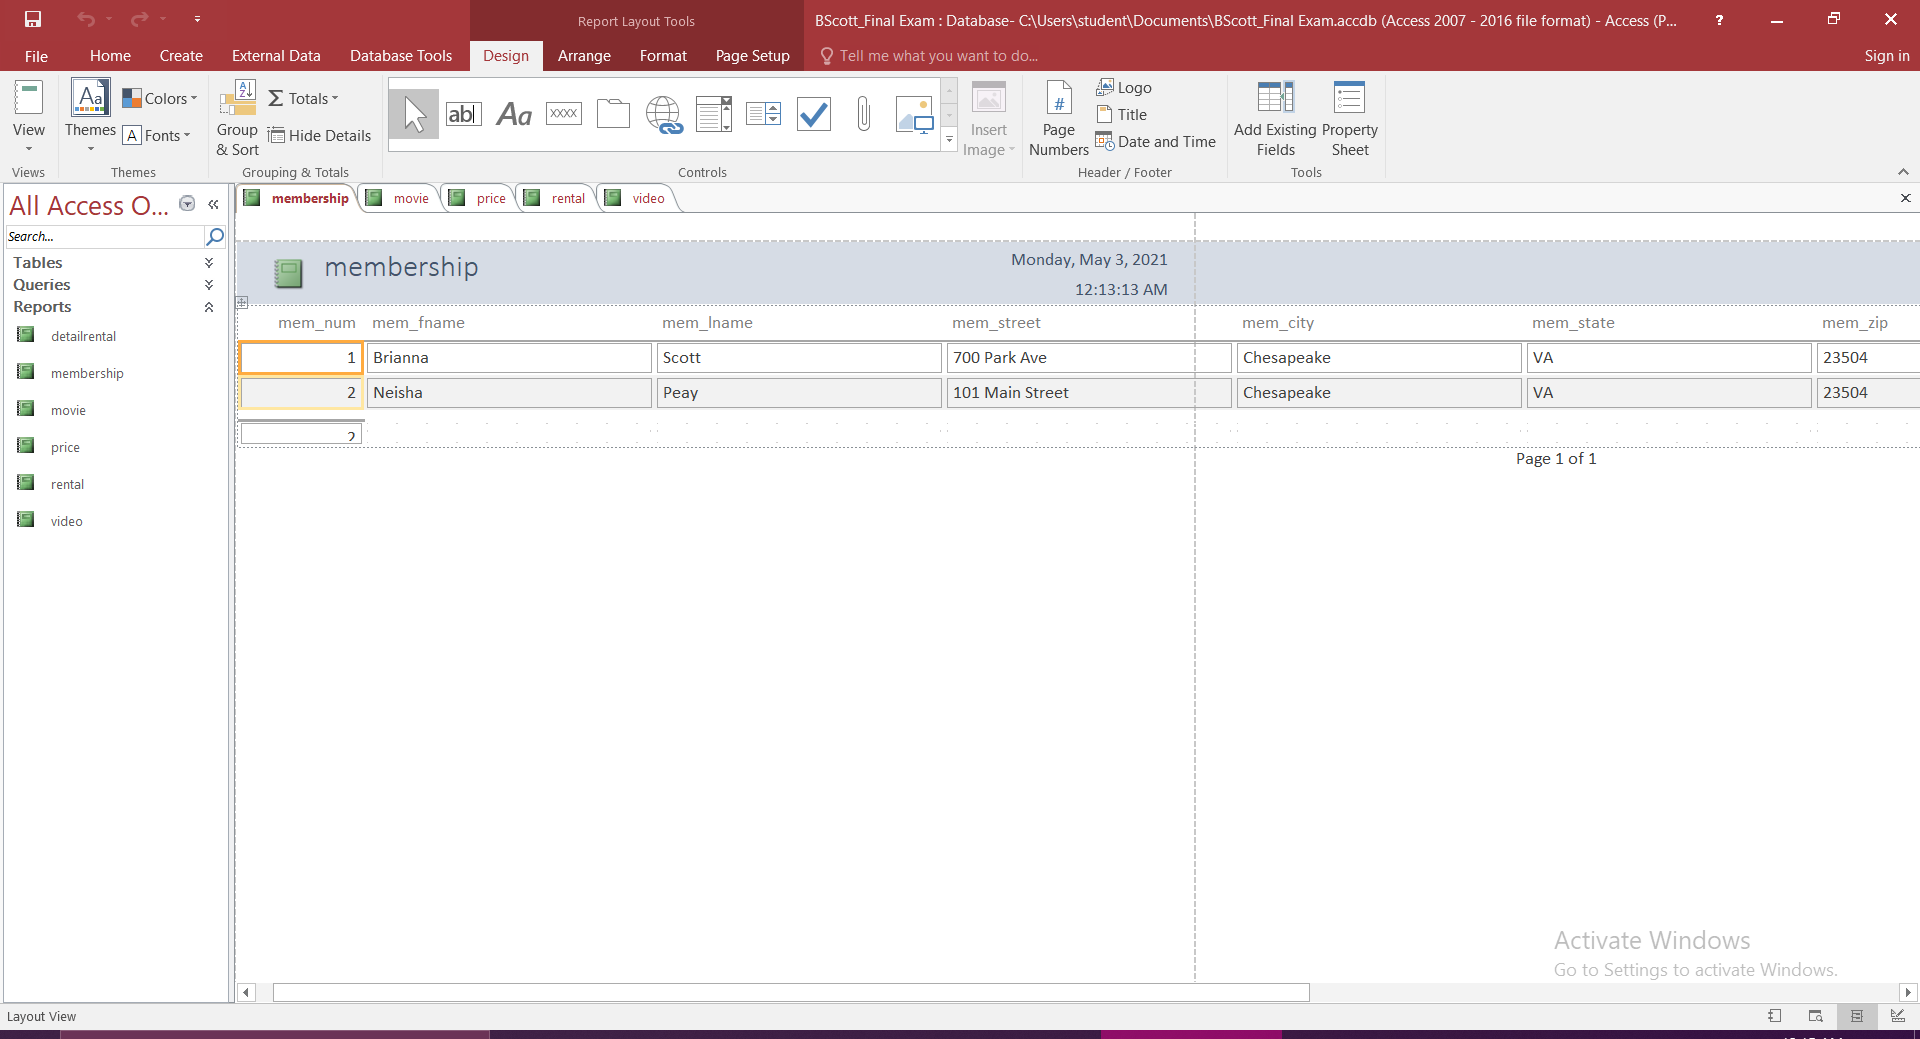 Report Layout Tools
BScott_Final Exam : Database- C:\Users\student\Documents\BScott_Final Exam.accdb (Access 2007 - 2016 file format) - Access (P...
?
File Home Create External Data Database Tools Design Arrange Format Page Setup Tell me what you want to do... Sign in
View
Views
Aa
Themes
Colors
A Fonts
Themes
Group & Sort
Σ Totals
Hide Details
Grouping & Totals
ab|
Aa
XXXX
Controls
Insert Image
#
Page Numbers
Logo
Title
Date and Time
Header / Footer
Add Existing Fields
Property Sheet
Tools
All Access O...
Search...
Tables
Queries
Reports
detailrental
membership
movie
price
rental
video
membership movie price rental video
membership
Monday, May 3, 2021
12:13:13 AM
mem_num mem_fname mem_lname mem_street mem_city mem_state mem_zip
1 Brianna Scott 700 Park Ave Chesapeake VA 23504
2 Neisha Peay 101 Main Street Chesapeake VA 23504
2
Page 1 of 1
Activate Windows
Go to Settings to activate Windows.
Layout View